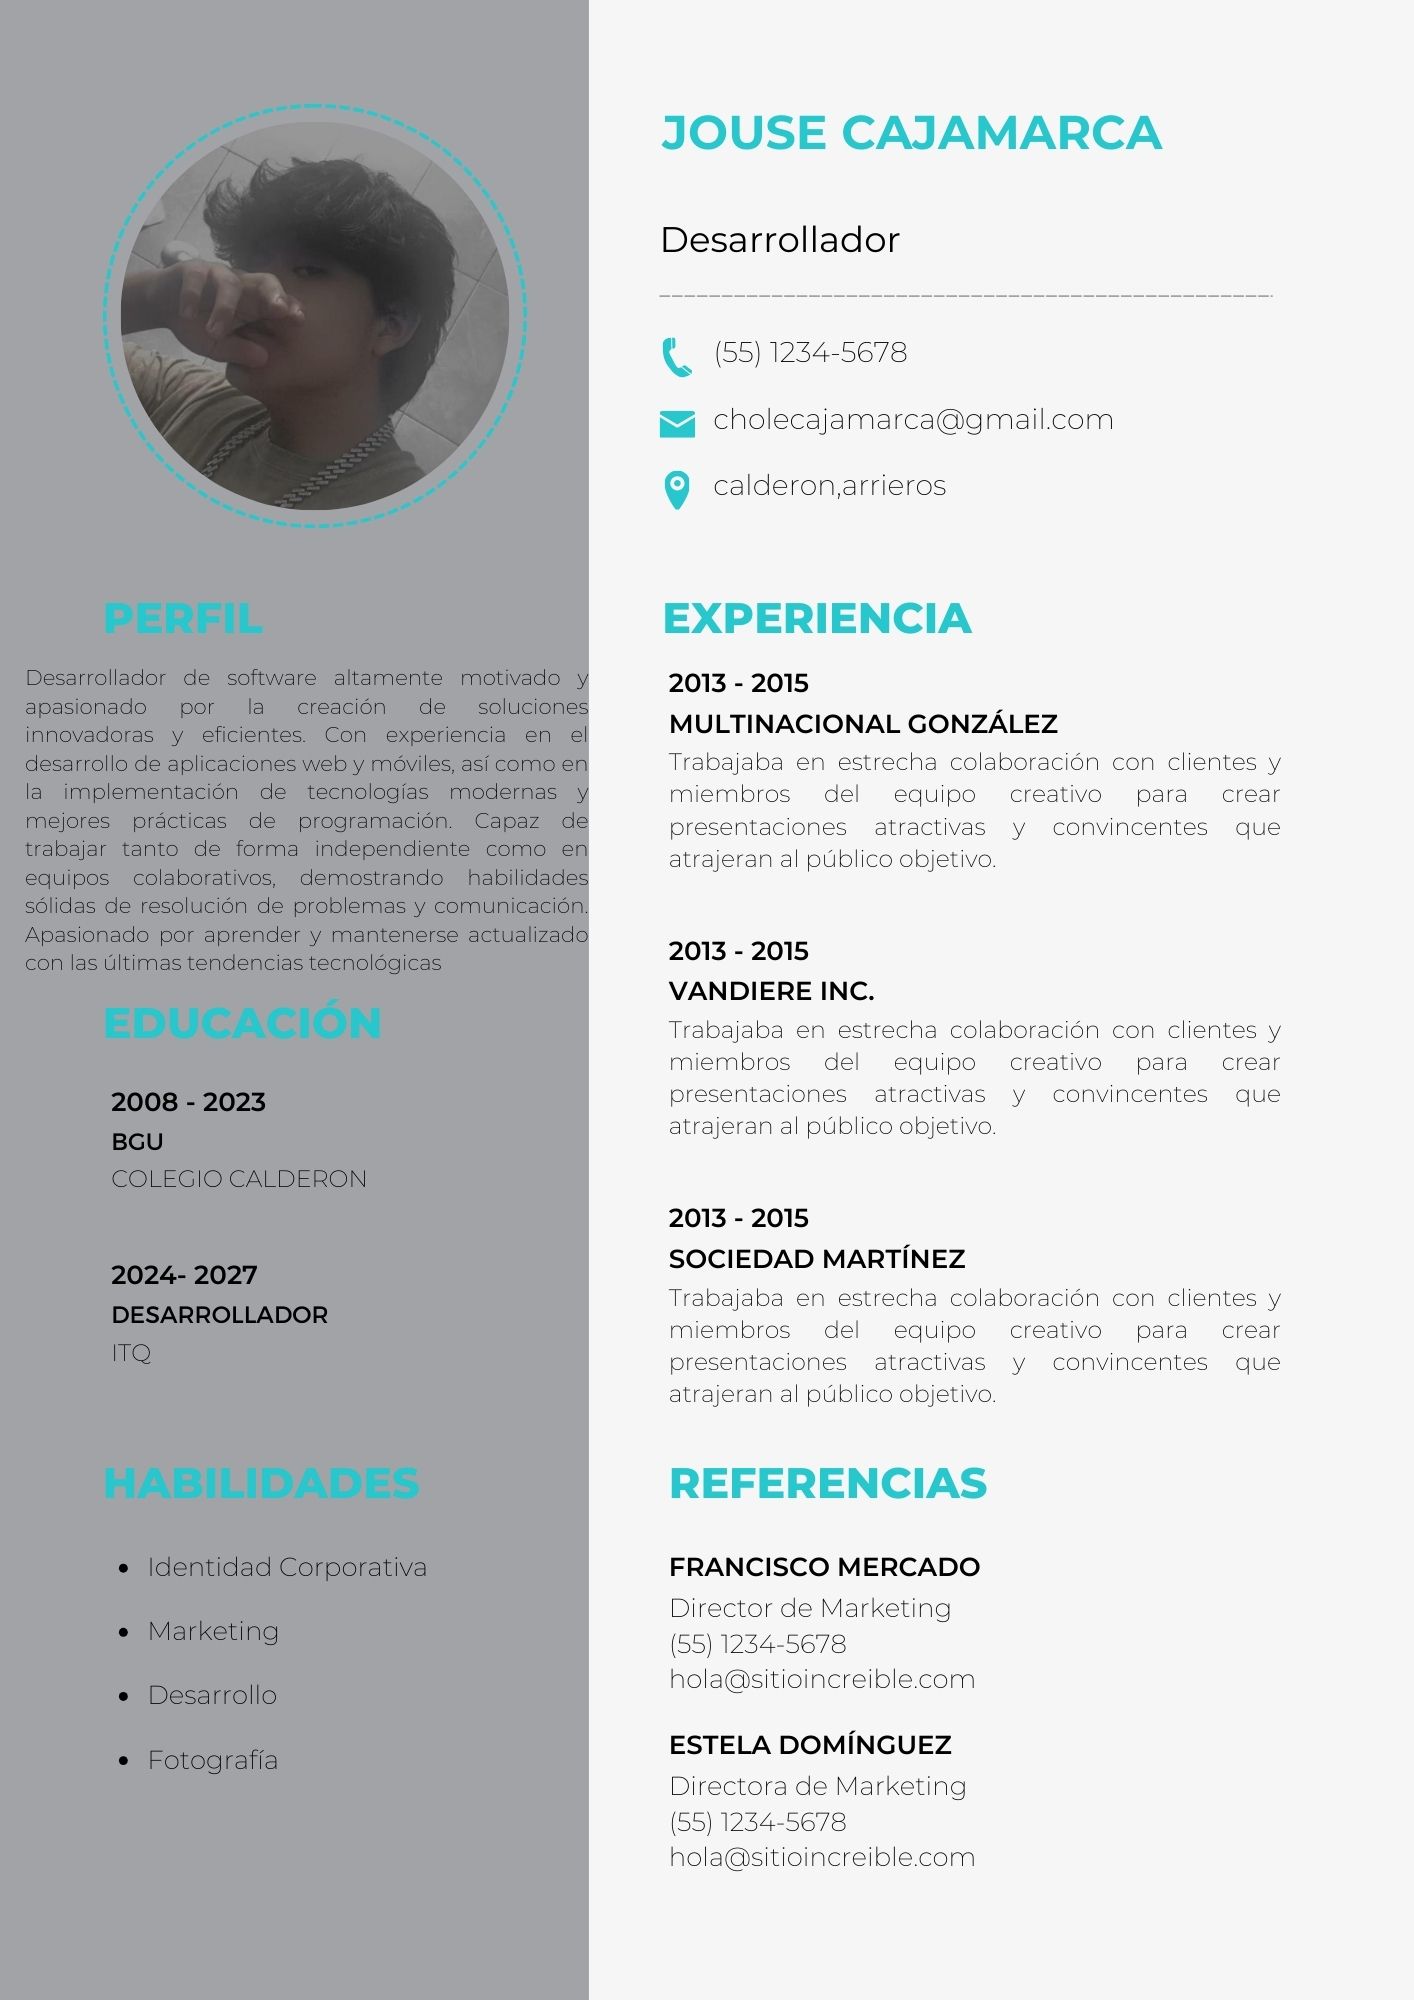 JOUSE CAJAMARCA
Desarrollador
(55) 1234-5678
cholecajamarca@gmail.com
calderon,arrieros
PERFIL
Desarrollador de software altamente motivado y
apasionado por la creación de soluciones
innovadoras y eficientes. Con experiencia en el
desarrollo de aplicaciones web y móviles, así como en
la implementación de tecnologías modernas y
mejores prácticas de programación. Capaz de
trabajar tanto de forma independiente como en
equipos colaborativos, demostrando habilidades
sólidas de resolución de problemas y comunicación.
Apasionado por aprender y mantenerse actualizado
con las últimas tendencias tecnológicas
EDUCACIÓN
2008 - 2023
BGU
COLEGIO CALDERON
2024- 2027
DESARROLLADOR
ITQ
HABILIDADES
• Identidad Corporativa
• Marketing
• Desarrollo
• Fotografía
EXPERIENCIA
2013 - 2015
MULTINACIONAL GONZÁLEZ
Trabajaba en estrecha colaboración con clientes y
miembros del equipo creativo para crear
presentaciones atractivas y convincentes que
atrajeran al público objetivo.
2013 - 2015
VANDIERE INC.
Trabajaba en estrecha colaboración con clientes y
miembros del equipo creativo para crear
presentaciones atractivas y convincentes que
atrajeran al público objetivo.
2013 - 2015
SOCIEDAD MARTÍNEZ
Trabajaba en estrecha colaboración con clientes y
miembros del equipo creativo para crear
presentaciones atractivas y convincentes que
atrajeran al público objetivo.
REFERENCIAS
FRANCISCO MERCADO
Director de Marketing
(55) 1234-5678
hola@sitioincreible.com
ESTELA DOMÍNGUEZ
Directora de Marketing
(55) 1234-5678
hola@sitioincreible.com